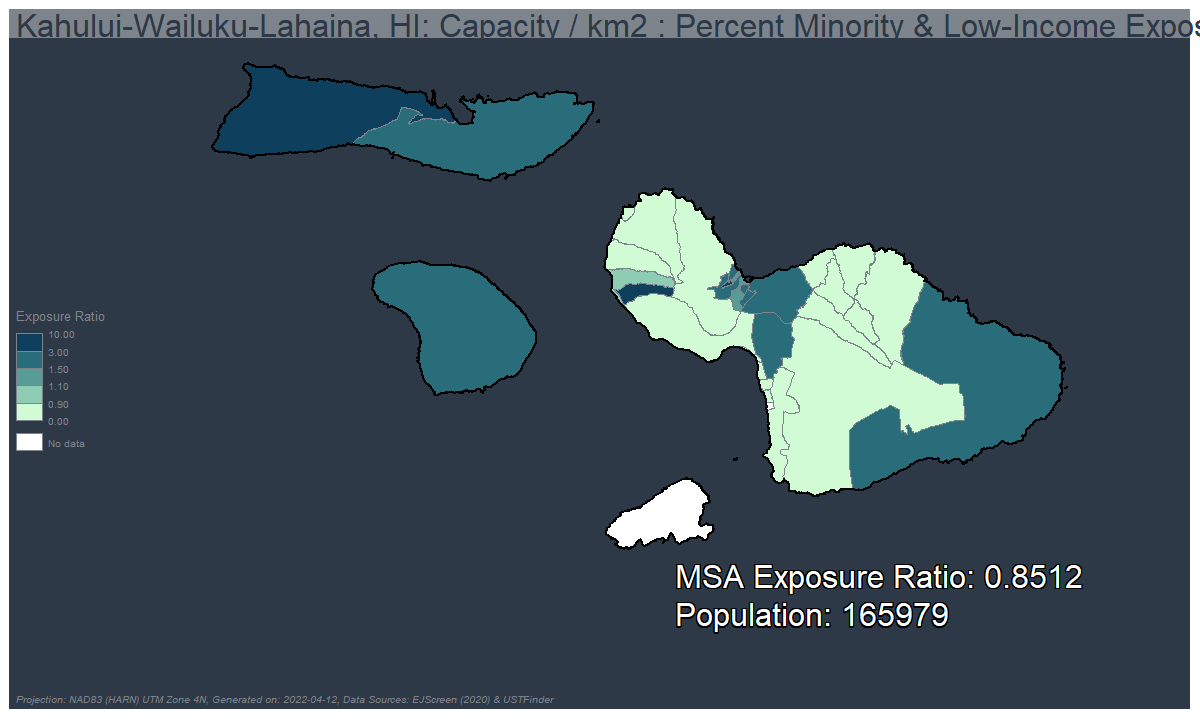 Kahului-Wailuku-Lahaina, HI: Capacity / km2 : Percent Minority & Low-Income Expos
Exposure Ratio
10.00
3.00
1.50
1.10
0.90
0.00
No data
MSA Exposure Ratio: 0.8512
Population: 165979
Projection: NAD83 (HARN) UTM Zone 4N, Generated on: 2022-04-12, Data Sources: EJScreen (2020) & USTFinder